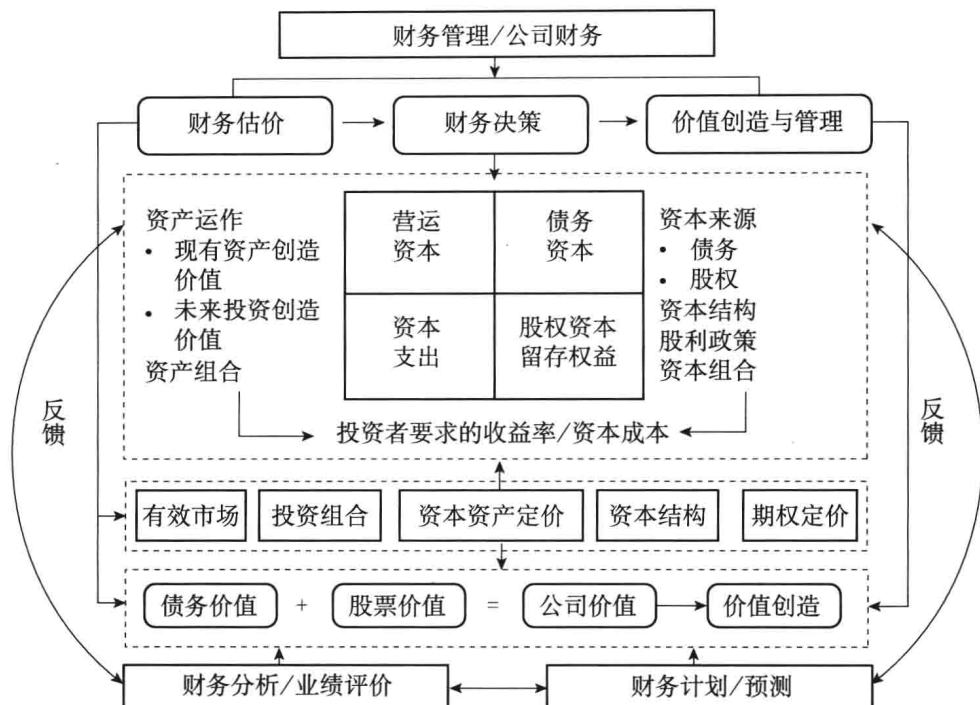 财务管理/公司财务
财务估价
财务决策
价值创造与管理
资产运作
• 现有资产创造
价值
• 未来投资创造
价值
资产组合
营运
资本
债务
资本
资本
支出
股权资本
留存权益
资本来源
• 债务
• 股权
资本结构
股利政策
资本组合
反馈
反馈
投资者要求的收益率/资本成本
有效市场
投资组合
资本资产定价
资本结构
期权定价
债务价值 + 股票价值 = 公司价值
价值创造
财务分析/业绩评价
财务计划/预测